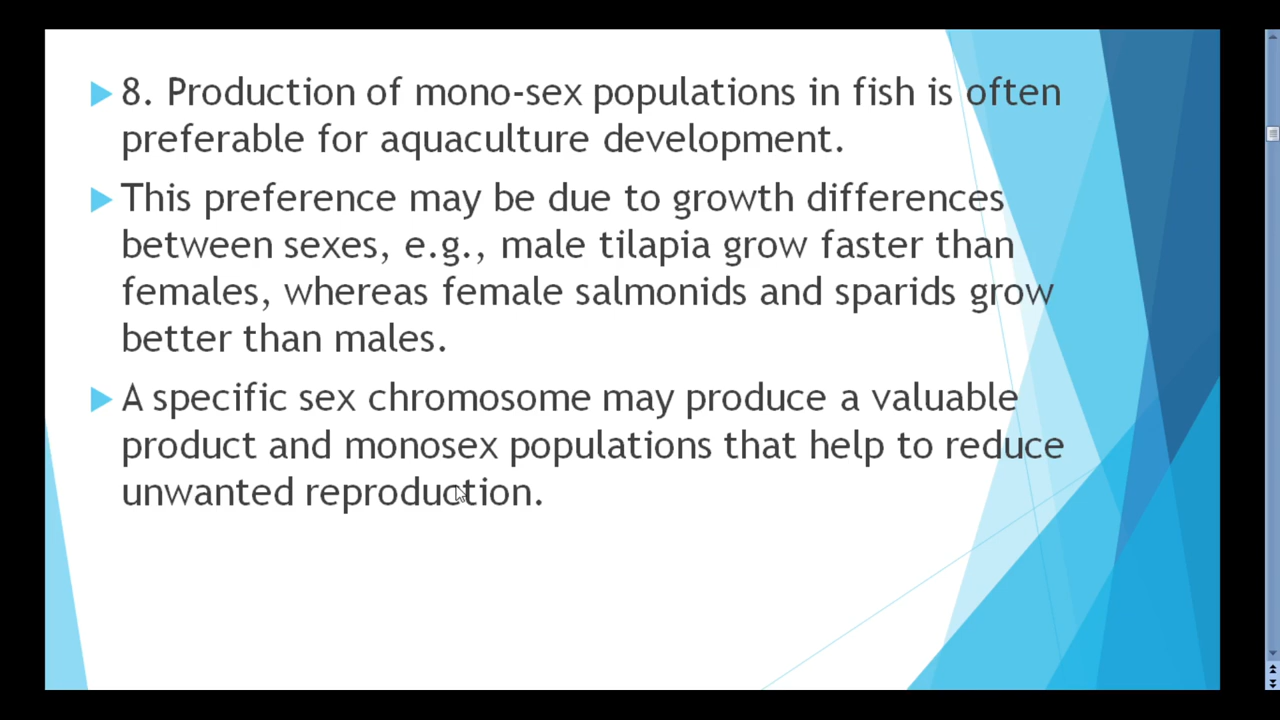 8. Production of mono-sex populations in fish is often
preferable for aquaculture development.
This preference may be due to growth differences
between sexes, e.g., male tilapia grow faster than
females, whereas female salmonids and sparids grow
better than males.
A specific sex chromosome may produce a valuable
product and monosex populations that help to reduce
unwanted reproduction.